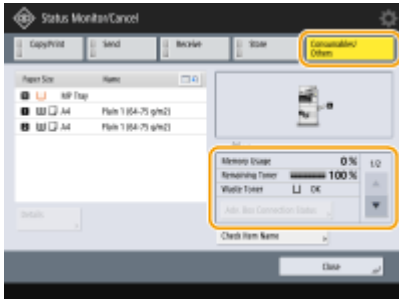 Status Monitor/Cancel
Copy/Print
Send
Receive
Store
Consumables/
Others
Paper Size
Name
MP Tray
A4 Plain 1 (64-75 g/m2)
A4 Plain 1 (64-75 g/m2)
Memory Usage 0%
Remaining Toner 100%
Waste Toner OK
1/2
Details
Check Item Name
Close